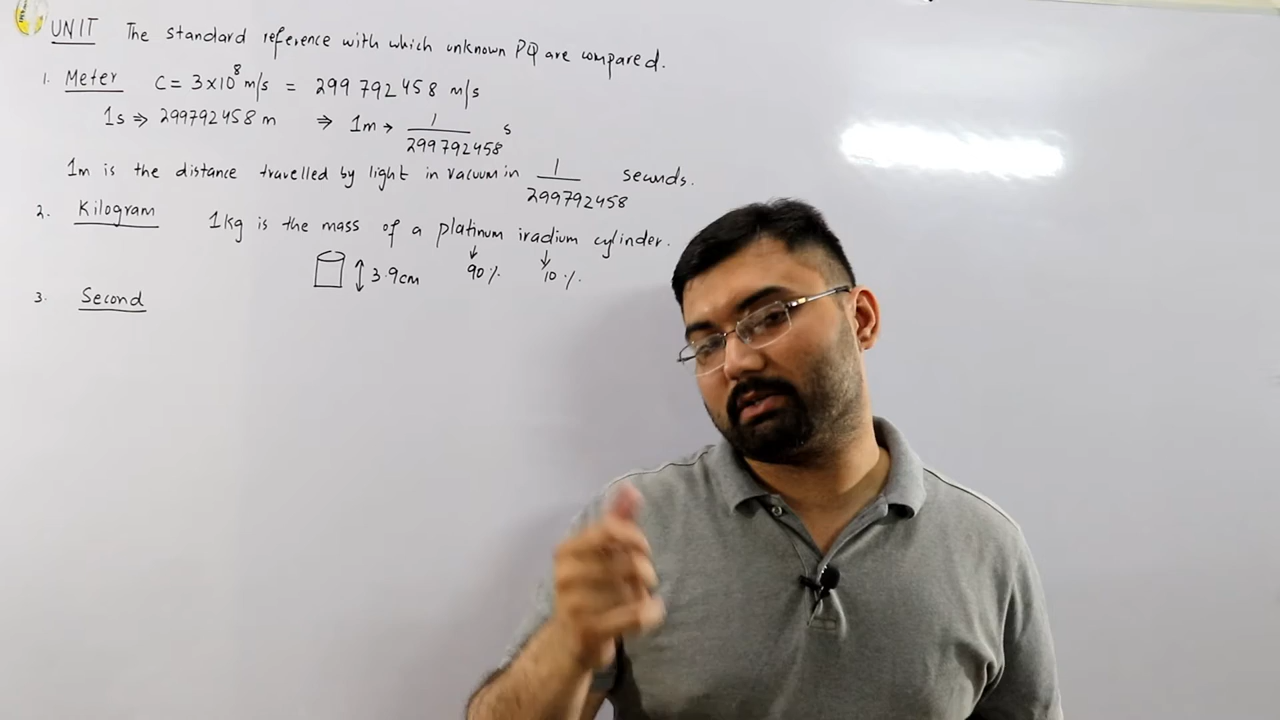 UNIT The standard reference with which unknown PQ are compared.
1. Meter C = 3×10⁸ m/s = 299 792 458 m/s
1s ⇒ 299792458 m ⇒ 1m → 1/299792458 s
1m is the distance travelled by light in vacuum in 1/299792458 seconds.
2. Kilogram 1kg is the mass of a platinum iradium cylinder.
↕ 3.9cm ↓ 90% ↓ 10%
3. Second